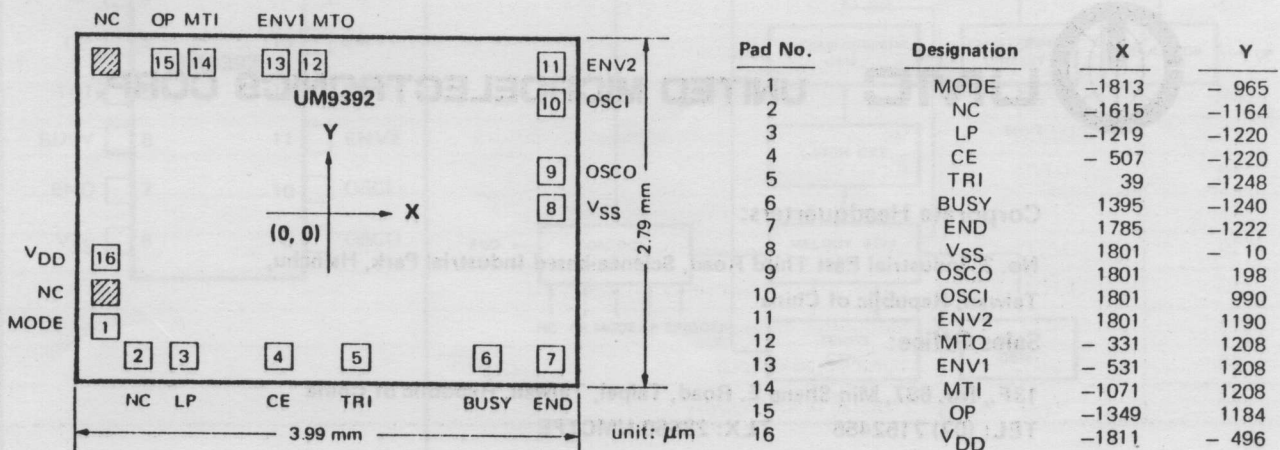 NC OP MTI ENV1 MTO
15 14 13 12 11 ENV2
UM9392
10 OSCI
Y
9 OSCO
X
8 VSS
(0, 0)
2.79 mm
VDD 16
NC
MODE 1
2 3 4 5 6 7
NC LP CE TRI BUSY END
3.99 mm
unit: μm
Pad No. Designation X Y
MODE −1813 − 965
2 NC −1615 −1164
3 LP −1219 −1220
4 CE − 507 −1220
5 TRI 39 −1248
6 BUSY 1395 −1240
7 END 1785 −1222
8 VSS 1801 − 10
9 OSCO 1801 198
10 OSCI 1801 990
11 ENV2 1801 1190
12 MTO − 331 1208
13 ENV1 − 531 1208
14 MTI −1071 1208
15 OP −1349 1184
16 VDD −1811 − 496